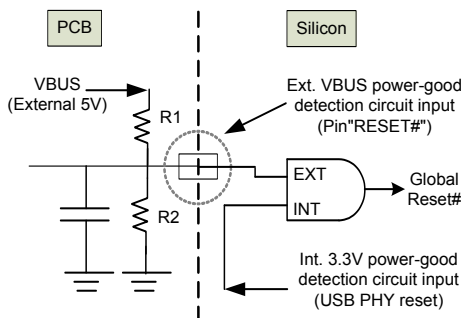 PCB
Silicon
VBUS
(External 5V)
R1
Ext. VBUS power-good
detection circuit input
(Pin"RESET#")
EXT
INT
Global
Reset#
R2
Int. 3.3V power-good
detection circuit input
(USB PHY reset)